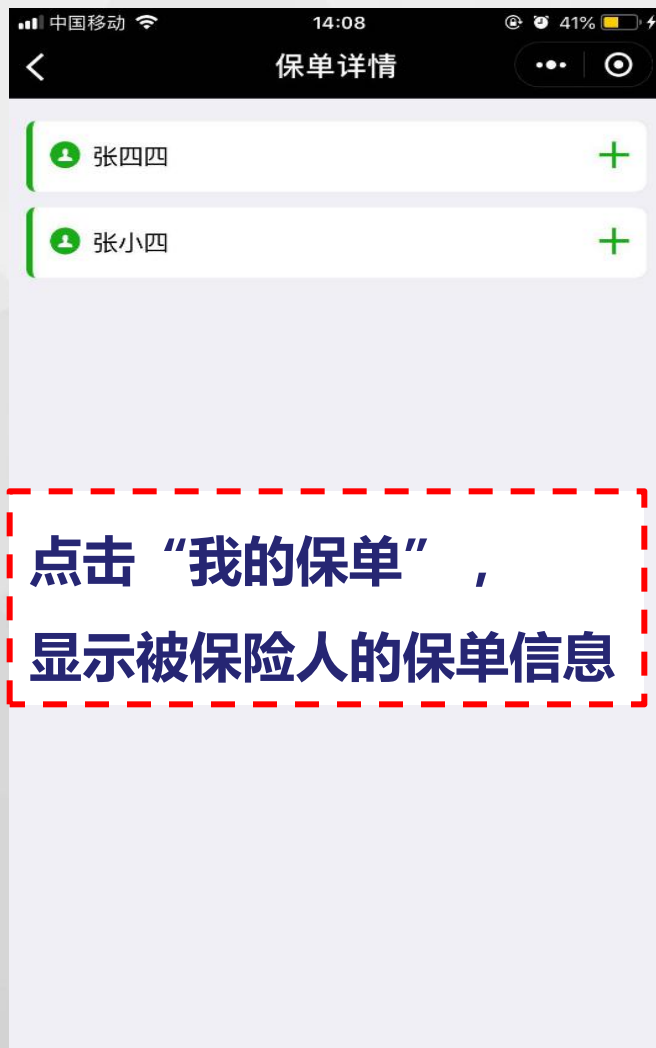 中国移动 14:08 41%
保单详情
张四四
张小四
点击“我的保单”,
显示被保险人的保单信息